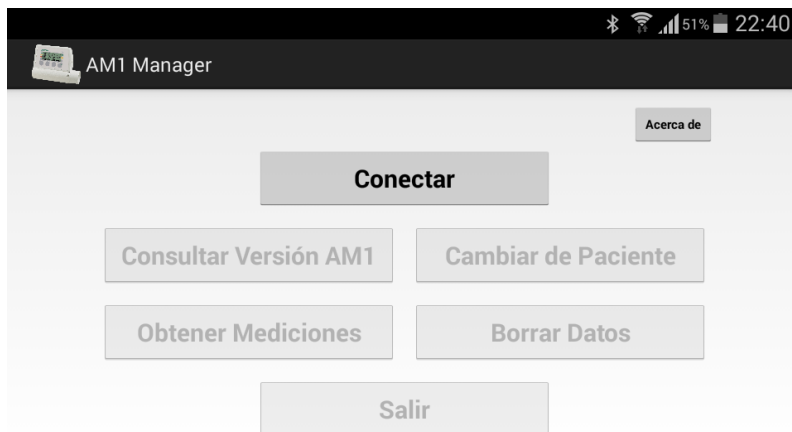 51% 22:40
AM1 Manager
Acerca de
Conectar
Consultar Versión AM1 Cambiar de Paciente
Obtener Mediciones Borrar Datos
Salir